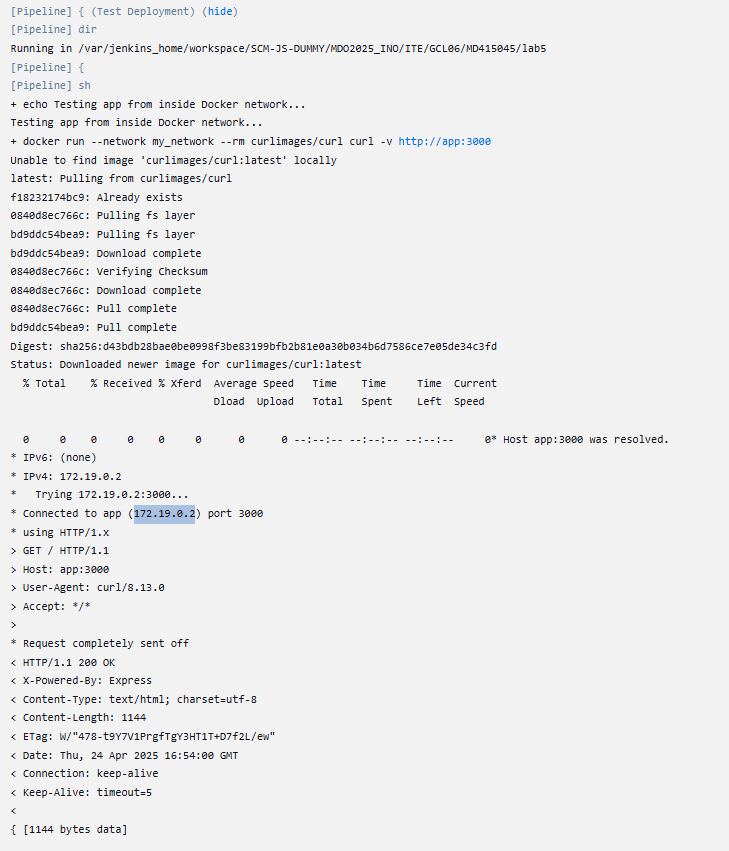 [Pipeline] { (Test Deployment) (hide)
[Pipeline] dir
Running in /var/jenkins_home/workspace/SCM-JS-DUMMY/MDO2025_INO/ITE/GCL06/MD415045/lab5
[Pipeline] {
[Pipeline] sh
+ echo Testing app from inside Docker network...
Testing app from inside Docker network...
+ docker run --network my_network --rm curlimages/curl curl -v http://app:3000
Unable to find image 'curlimages/curl:latest' locally
latest: Pulling from curlimages/curl
f18232174bc9: Already exists
0840d8ec766c: Pulling fs layer
bd9ddc54bea9: Pulling fs layer
bd9ddc54bea9: Download complete
0840d8ec766c: Verifying Checksum
0840d8ec766c: Download complete
0840d8ec766c: Pull complete
bd9ddc54bea9: Pull complete
Digest: sha256:d43bdb28bae0be0998f3be83199bfb2b81e0a30b034b6d7586ce7e05de34c3fd
Status: Downloaded newer image for curlimages/curl:latest
  % Total    % Received % Xferd  Average Speed   Time    Time     Time  Current
                                 Dload  Upload   Total   Spent    Left  Speed
  0     0    0     0    0     0      0      0 --:--:-- --:--:-- --:--:--     0* Host app:3000 was resolved.
* IPv6: (none)
* IPv4: 172.19.0.2
*   Trying 172.19.0.2:3000...
* Connected to app (172.19.0.2) port 3000
* using HTTP/1.x
> GET / HTTP/1.1
> Host: app:3000
> User-Agent: curl/8.13.0
> Accept: */*
>
* Request completely sent off
< HTTP/1.1 200 OK
< X-Powered-By: Express
< Content-Type: text/html; charset=utf-8
< Content-Length: 1144
< ETag: W/"478-t9Y7V1PrgfTgY3HT1T+D7f2L/ew"
< Date: Thu, 24 Apr 2025 16:54:00 GMT
< Connection: keep-alive
< Keep-Alive: timeout=5
<
{ [1144 bytes data]